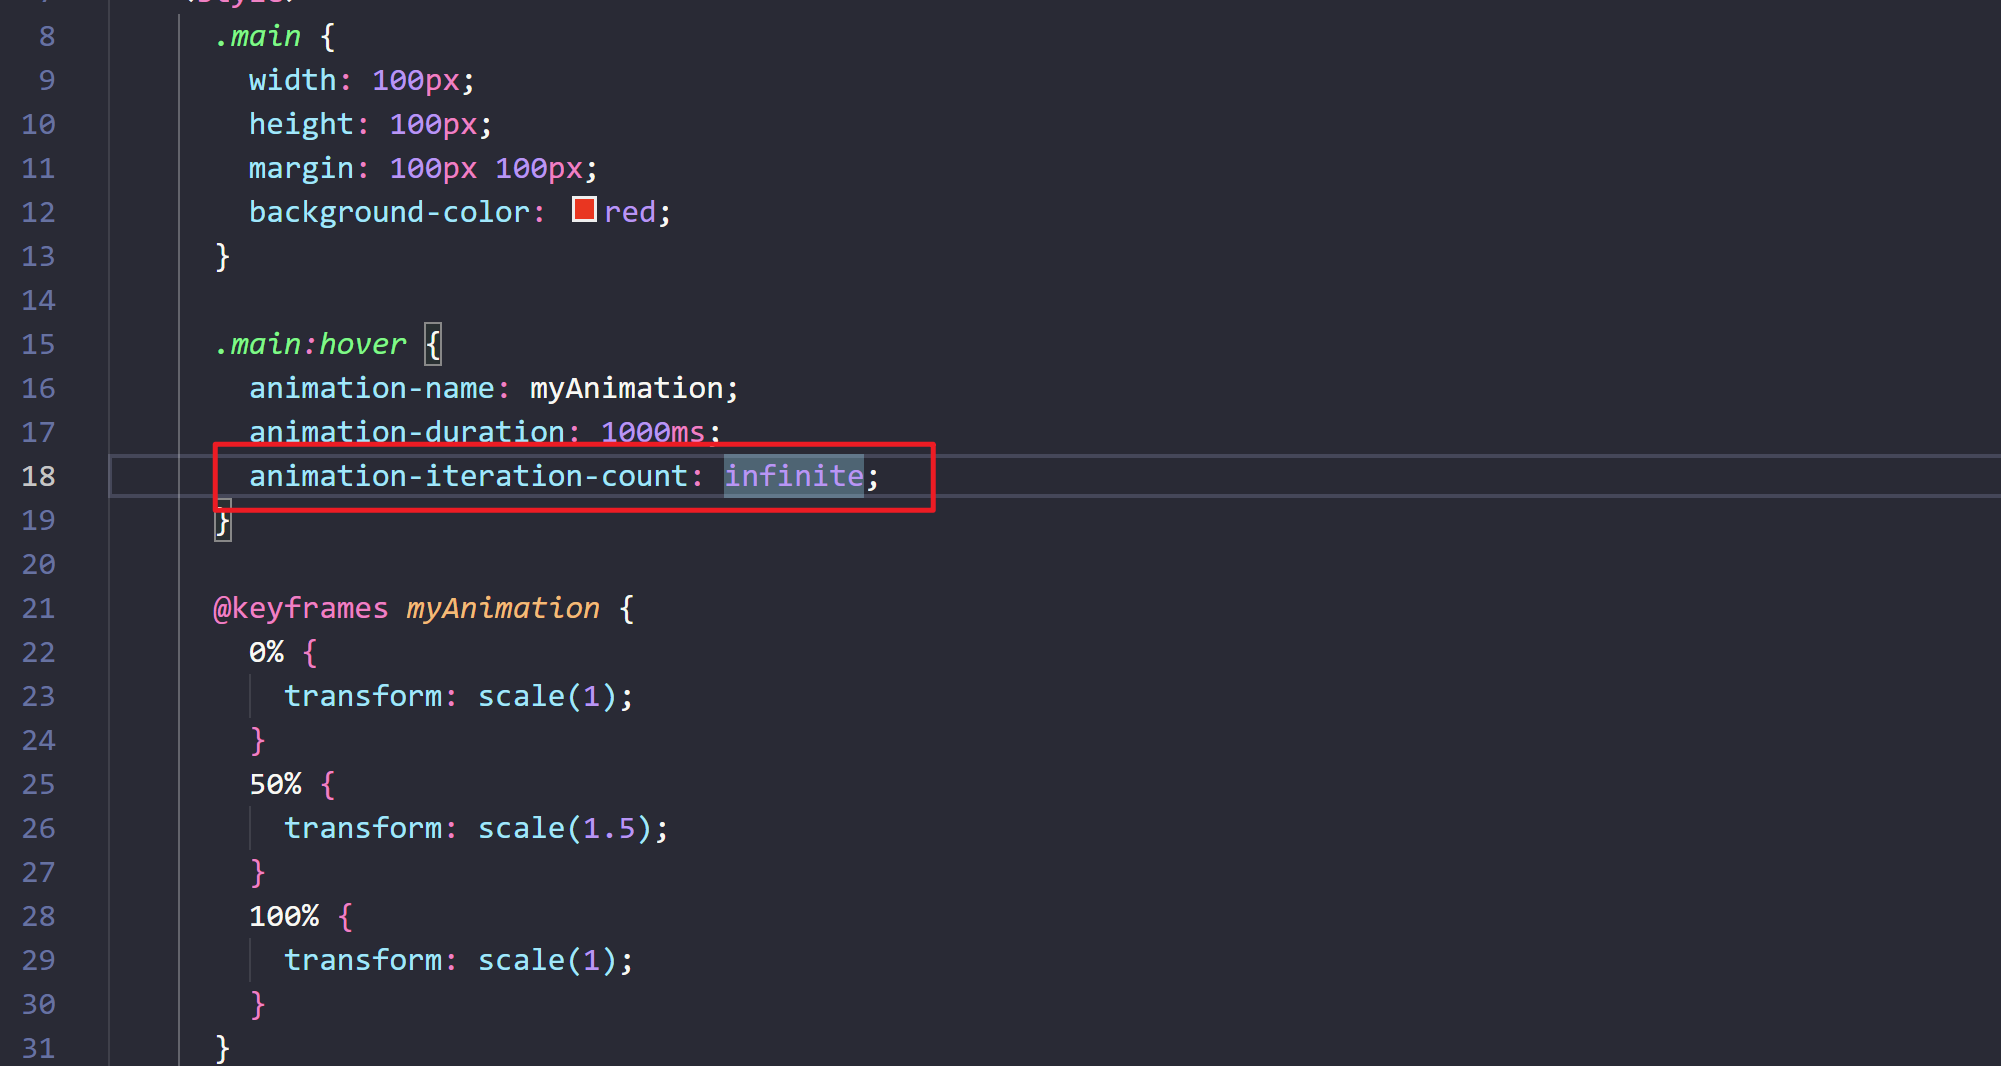 8 .main {
9 width: 100px;
10 height: 100px;
11 margin: 100px 100px;
12 background-color: red;
13 }
14
15 .main:hover {
16 animation-name: myAnimation;
17 animation-duration: 1000ms;
18 animation-iteration-count: infinite;
19 }
20
21 @keyframes myAnimation {
22 0% {
23 transform: scale(1);
24 }
25 50% {
26 transform: scale(1.5);
27 }
28 100% {
29 transform: scale(1);
30 }
31 }